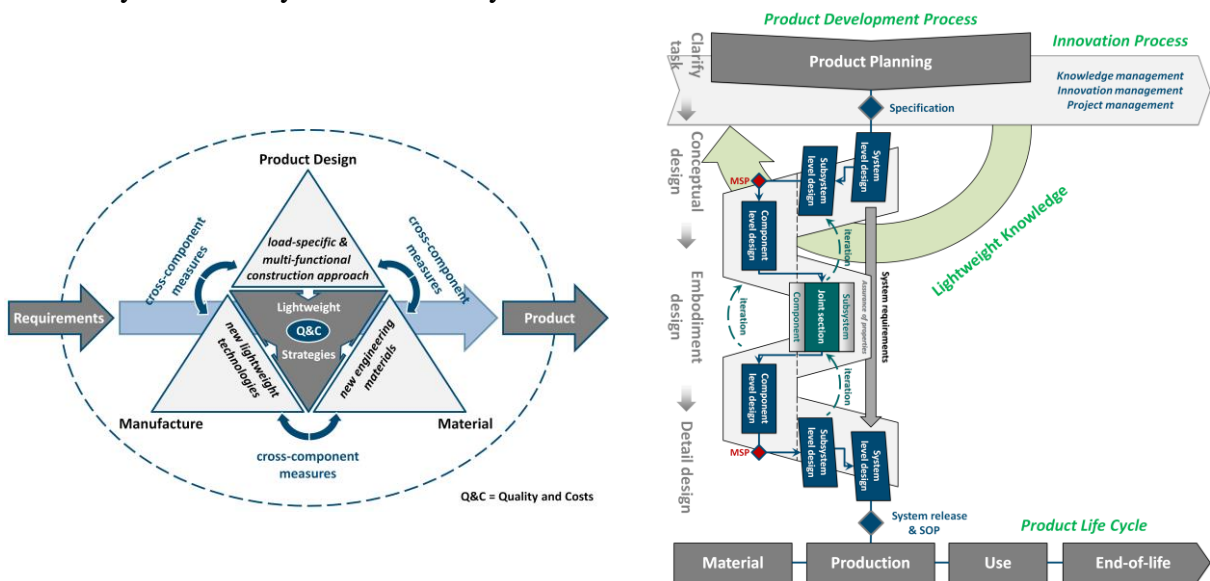 Product Design
load-specific &
multi-functional
construction approach
cross-component
measures
cross-component
measures
Requirements
Lightweight
Q&C
Strategies
Product
new lightweight
technologies
new engineering
materials
Manufacture
Material
cross-component
measures
Q&C = Quality and Costs
Product Development Process
Innovation Process
Clarify
task
Product Planning
Knowledge management
Innovation management
Project management
Specification
Conceptual
design
System
level design
Subsystem
level design
MSP
Component
level design
iteration
Lightweight Knowledge
Embodiment
design
iteration
Component
Joint section
Subsystem
System requirements
Assurance of properties
Component
level design
iteration
Detail design
MSP
Subsystem
level design
System
level design
System release
& SOP
Product Life Cycle
Material
Production
Use
End-of-life